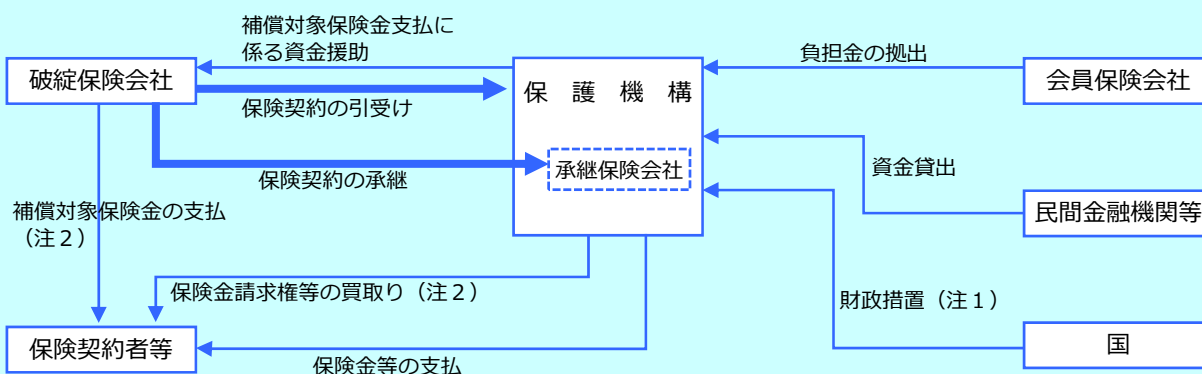 補償対象保険金支払に
係る資金援助
負担金の拠出
破綻保険会社
保護機構
会員保険会社
保険契約の引受け
承継保険会社
資金貸出
保険契約の承継
補償対象保険金の支払
（注２）
民間金融機関等
保険金請求権等の買取り（注２）
財政措置（注１）
保険契約者等
国
保険金等の支払